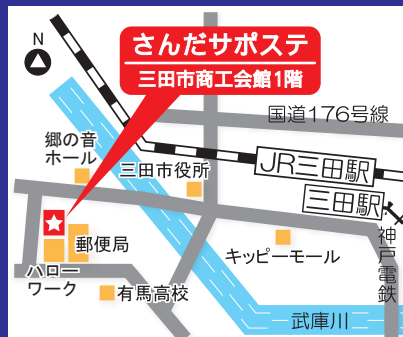 さんだサポステ
三田市商工会館1階
N
国道176号線
郷の音
ホール
三田市役所
JR三田駅
三田駅
神戸電鉄
郵便局
キッピーモール
ハロー
ワーク
有馬高校
武庫川